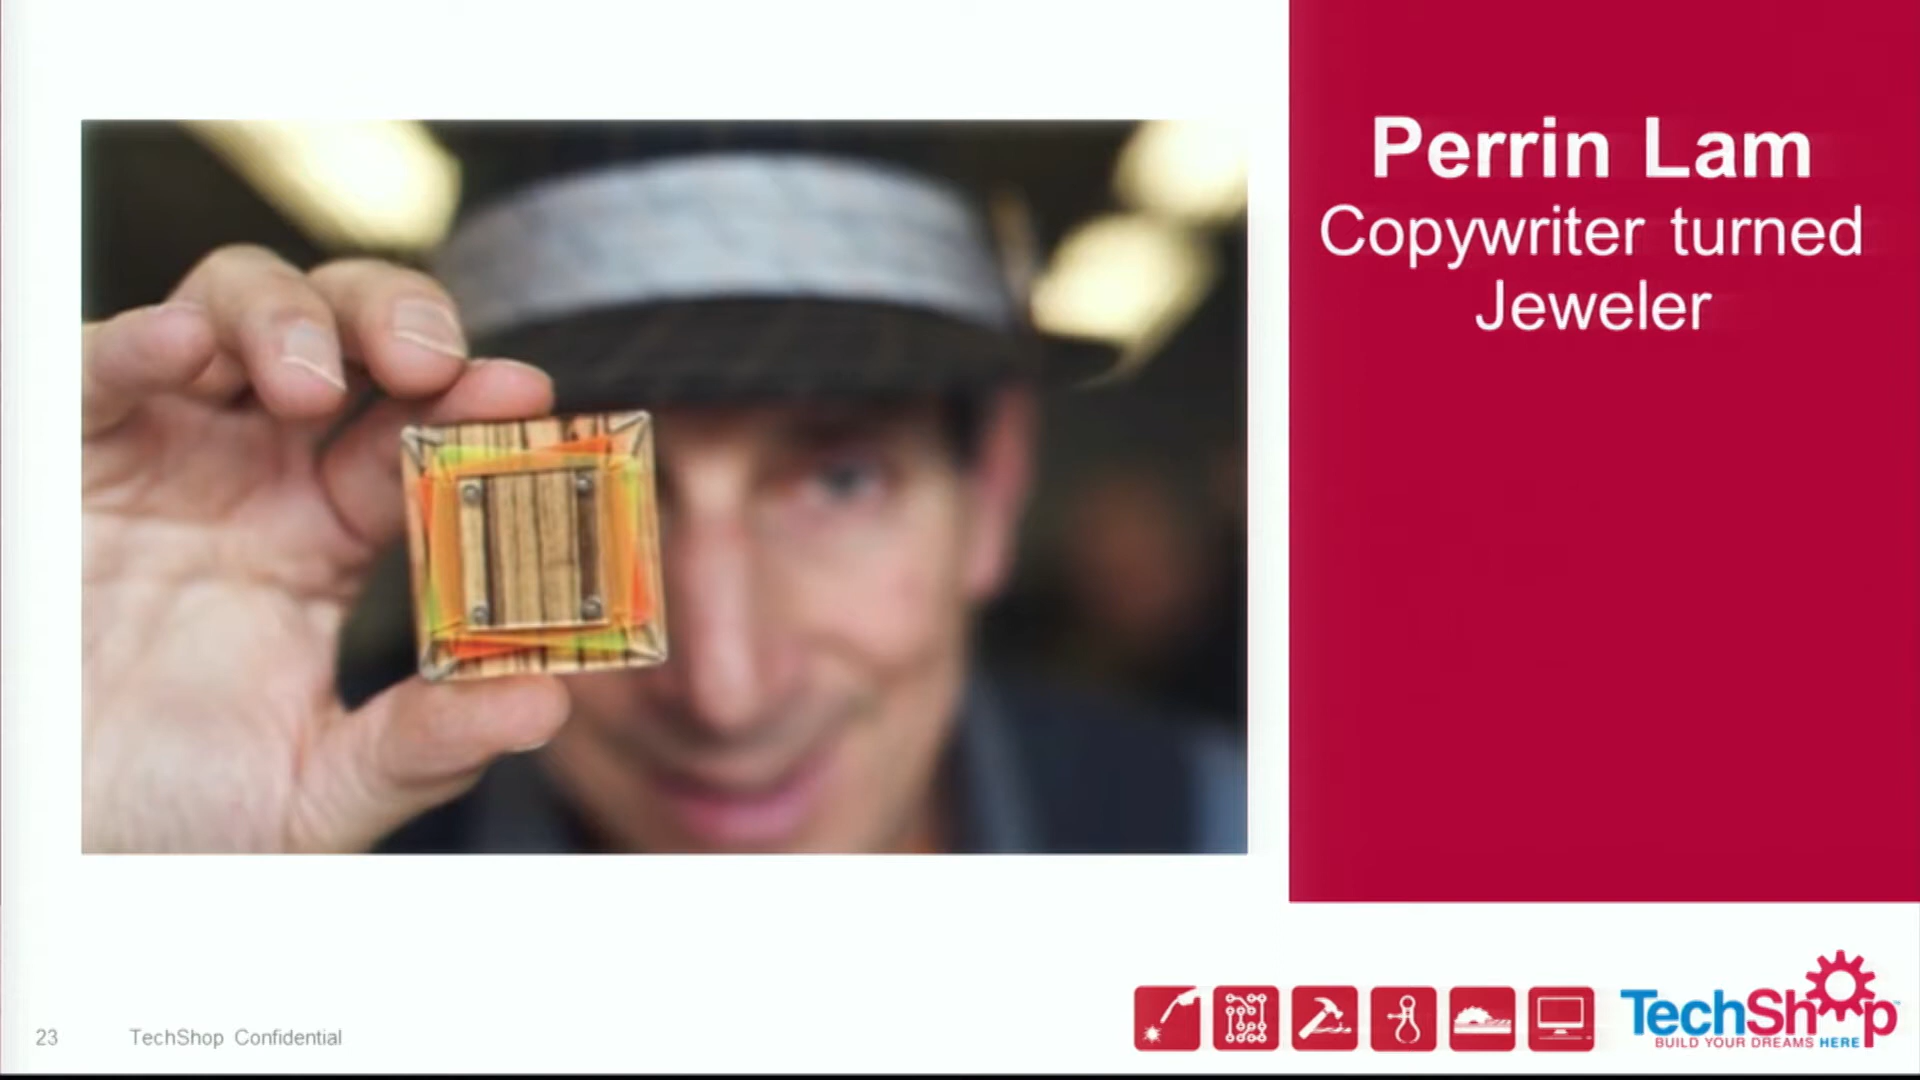 Perrin Lam
Copywriter turned
Jeweler
23
TechShop Confidential
TechShop
BUILD YOUR DREAMS HERE